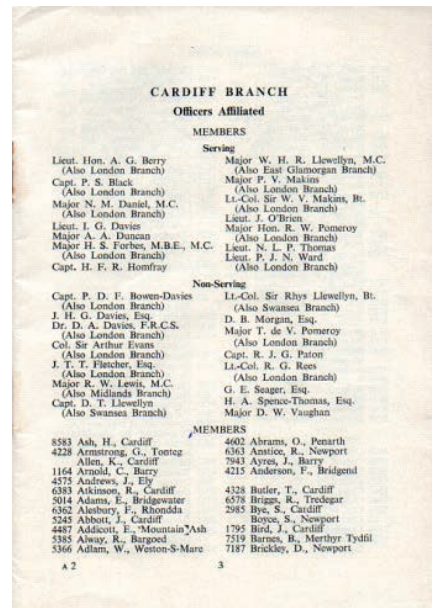 CARDIFF BRANCH
Officers Affiliated
MEMBERS
Serving
Lieut. Hon. A. G. Berry
(Also London Branch)
Capt. P. S. Black
(Also London Branch)
Major N. M. Daniel, M.C.
(Also London Branch)
Lieut. I. G. Davies
Major A. A. Duncan
Major H. S. Forbes, M.B.E., M.C.
(Also London Branch)
Capt. H. F. R. Homfray
Major W. H. R. Llewellyn, M.C.
(Also East Glamorgan Branch)
Major P. V. Makins
(Also London Branch)
Lt.-Col. Sir W. V. Makins, Bt.
(Also London Branch)
Lieut. J. O'Brien
Major Hon. R. W. Pomeroy
(Also London Branch)
Lieut. N. L. P. Thomas
Lieut. P. J. N. Ward
(Also London Branch)
Non-Serving
Capt. P. D. F. Bowen-Davies
(Also London Branch)
J. H. G. Davies, Esq.
Dr. D. A. Davies, F.R.C.S.
(Also London Branch)
Col. Sir Arthur Evans
(Also London Branch)
J. T. T. Fletcher, Esq.
(Also London Branch)
Major R. W. Lewis, M.C.
(Also Midlands Branch)
Capt. D. T. Llewellyn
(Also Swansea Branch)
Lt.-Col. Sir Rhys Llewellyn, Bt.
(Also Swansea Branch)
D. B. Morgan, Esq.
Major T. de V. Pomeroy
(Also London Branch)
Capt. R. J. G. Paton
Lt.-Col. R. G. Rees
(Also London Branch)
G. E. Seager, Esq.
H. A. Spence-Thomas, Esq.
Major D. W. Vaughan
MEMBERS
8583 Ash, H., Cardiff
4228 Armstrong, G., Tonteg
Allen, K., Cardiff
1164 Arnold, C., Barry
4575 Andrews, J., Ely
6383 Atkinson, R., Cardiff
5014 Adams, E., Bridgewater
6362 Alesbury, F., Rhondda
5245 Abbott, J., Cardiff
4487 Addicott, E., Mountain Ash
5385 Alway, R., Bargoed
5366 Adlam, W., Weston-S-Mare
4602 Abrams, O., Penarth
6363 Anstice, R., Newport
7943 Ayres, J., Barry
4215 Anderson, F., Bridgend
4328 Butler, T., Cardiff
6578 Briggs, R., Tredegar
2985 Bye, S., Cardiff
Boyce, S., Newport
1795 Bird, J., Cardiff
7519 Barnes, B., Merthyr Tydfil
7187 Brickley, D., Newport
A 2
3